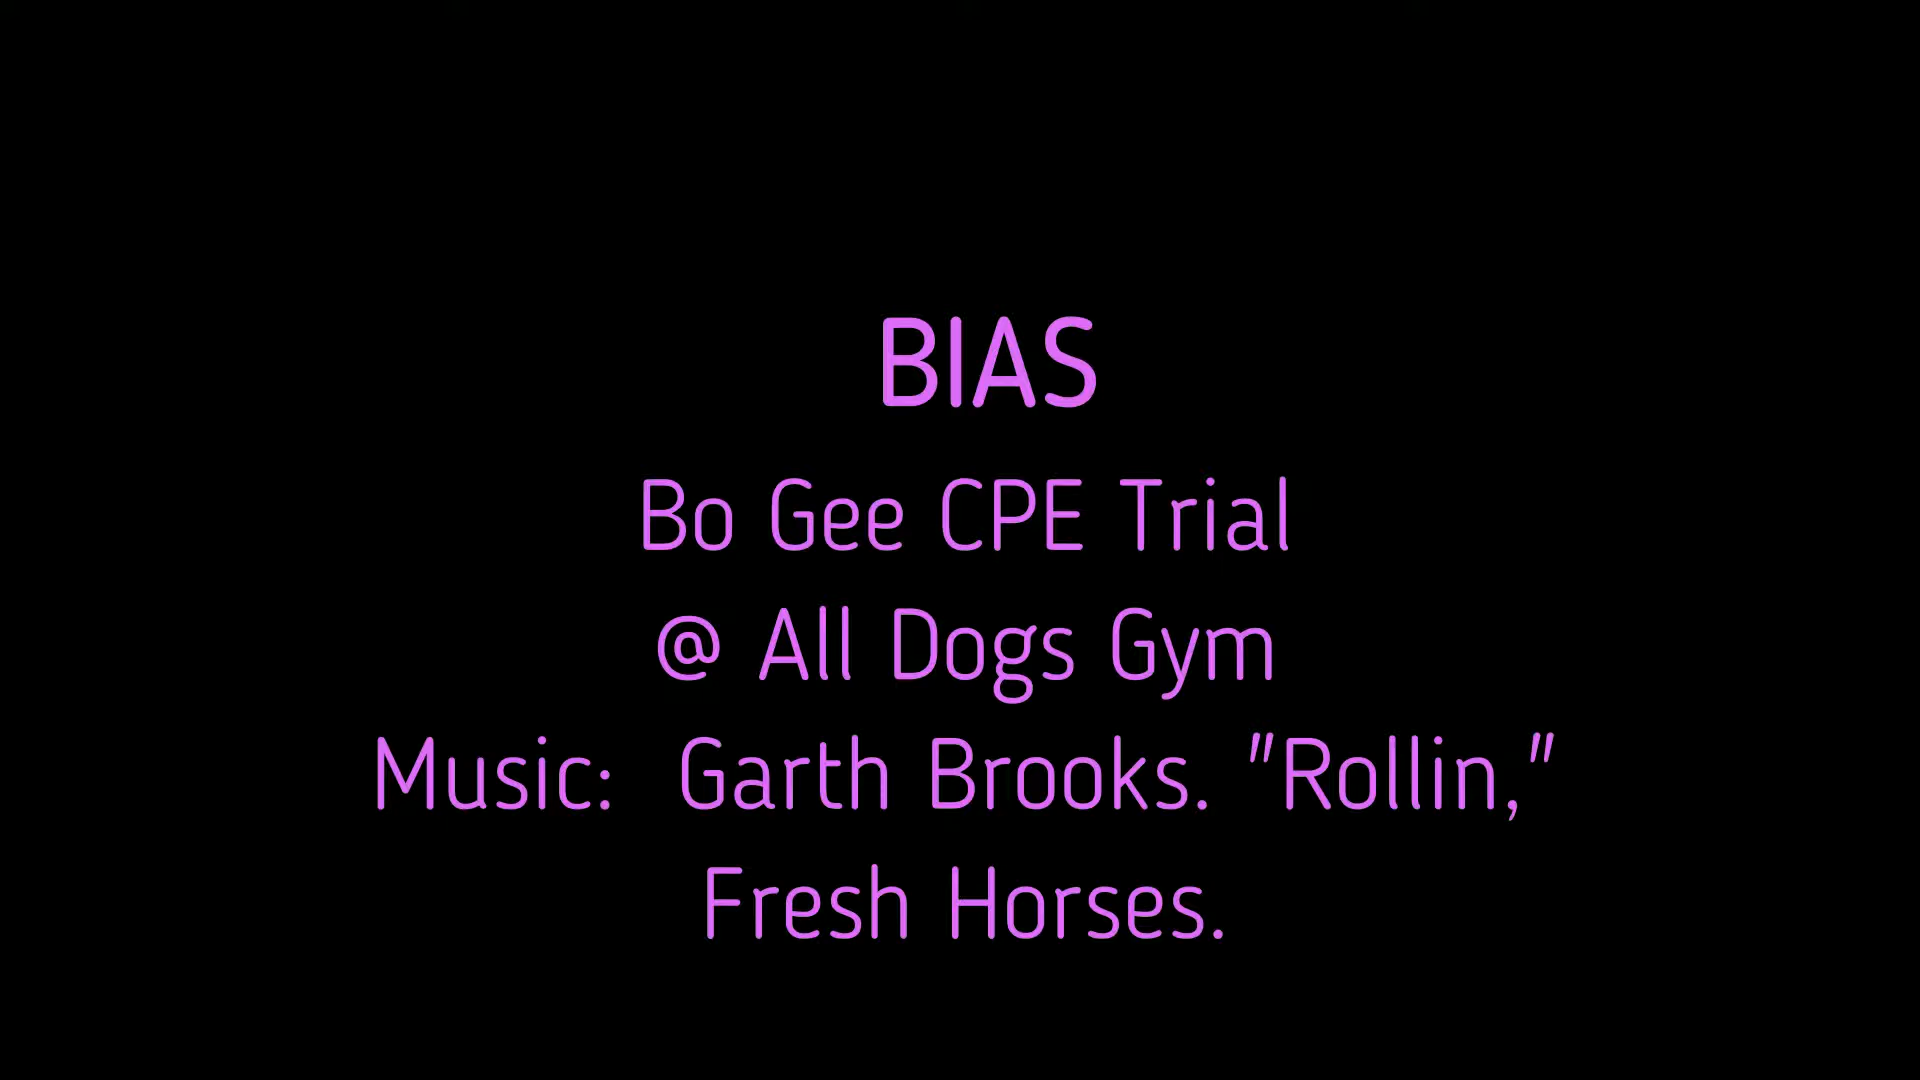 BIAS
Bo Gee CPE Trial
@ All Dogs Gym
Music:  Garth Brooks. "Rollin,"
Fresh Horses.